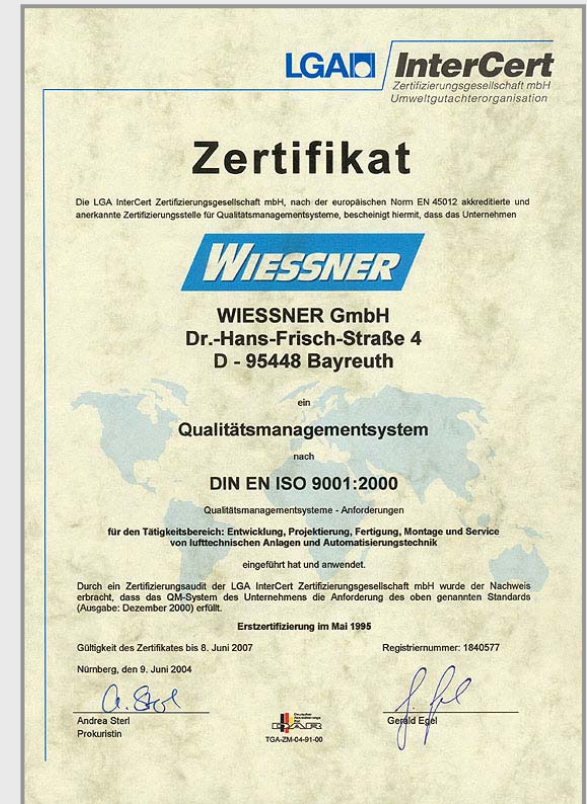 LGA InterCert
Zertifizierungsgesellschaft mbH
Umweltgutachterorganisation
Zertifikat
Die LGA InterCert Zertifizierungsgesellschaft mbH, nach der europäischen Norm EN 45012 akkreditierte und
anerkannte Zertifizierungsstelle für Qualitätsmanagementsysteme, bescheinigt hiermit, dass das Unternehmen
WIESSNER
WIESSNER GmbH
Dr.-Hans-Frisch-Straße 4
D - 95448 Bayreuth
ein
Qualitätsmanagementsystem
nach
DIN EN ISO 9001:2000
Qualitätsmanagementsysteme - Anforderungen
für den Tätigkeitsbereich: Entwicklung, Projektierung, Fertigung, Montage und Service
von lufttechnischen Anlagen und Automatisierungstechnik
eingeführt hat und anwendet.
Durch ein Zertifizierungsaudit der LGA InterCert Zertifizierungsgesellschaft mbH wurde der Nachweis
erbracht, dass das QM-System des Unternehmens die Anforderung des oben genannten Standards
(Ausgabe: Dezember 2000) erfüllt.
Erstzertifizierung im Mai 1995
Gültigkeit des Zertifikates bis 8. Juni 2007 Registriernummer: 1840577
Nürnberg, den 9. Juni 2004
Andrea Sterl Gerald Egel
Prokuristin
DAR
TGA-ZM-04-91-00